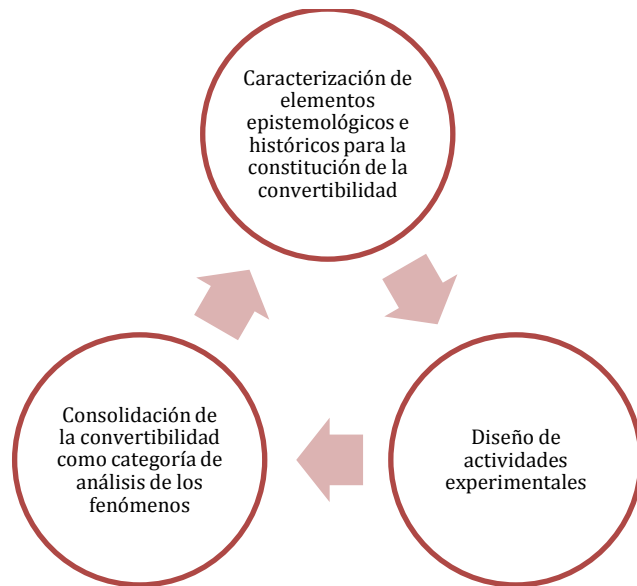 Caracterización de
elementos
epistemológicos e
históricos para la
constitución de la
convertibilidad
Consolidación de
la convertibilidad
como categoría de
análisis de los
fenómenos
Diseño de
actividades
experimentales